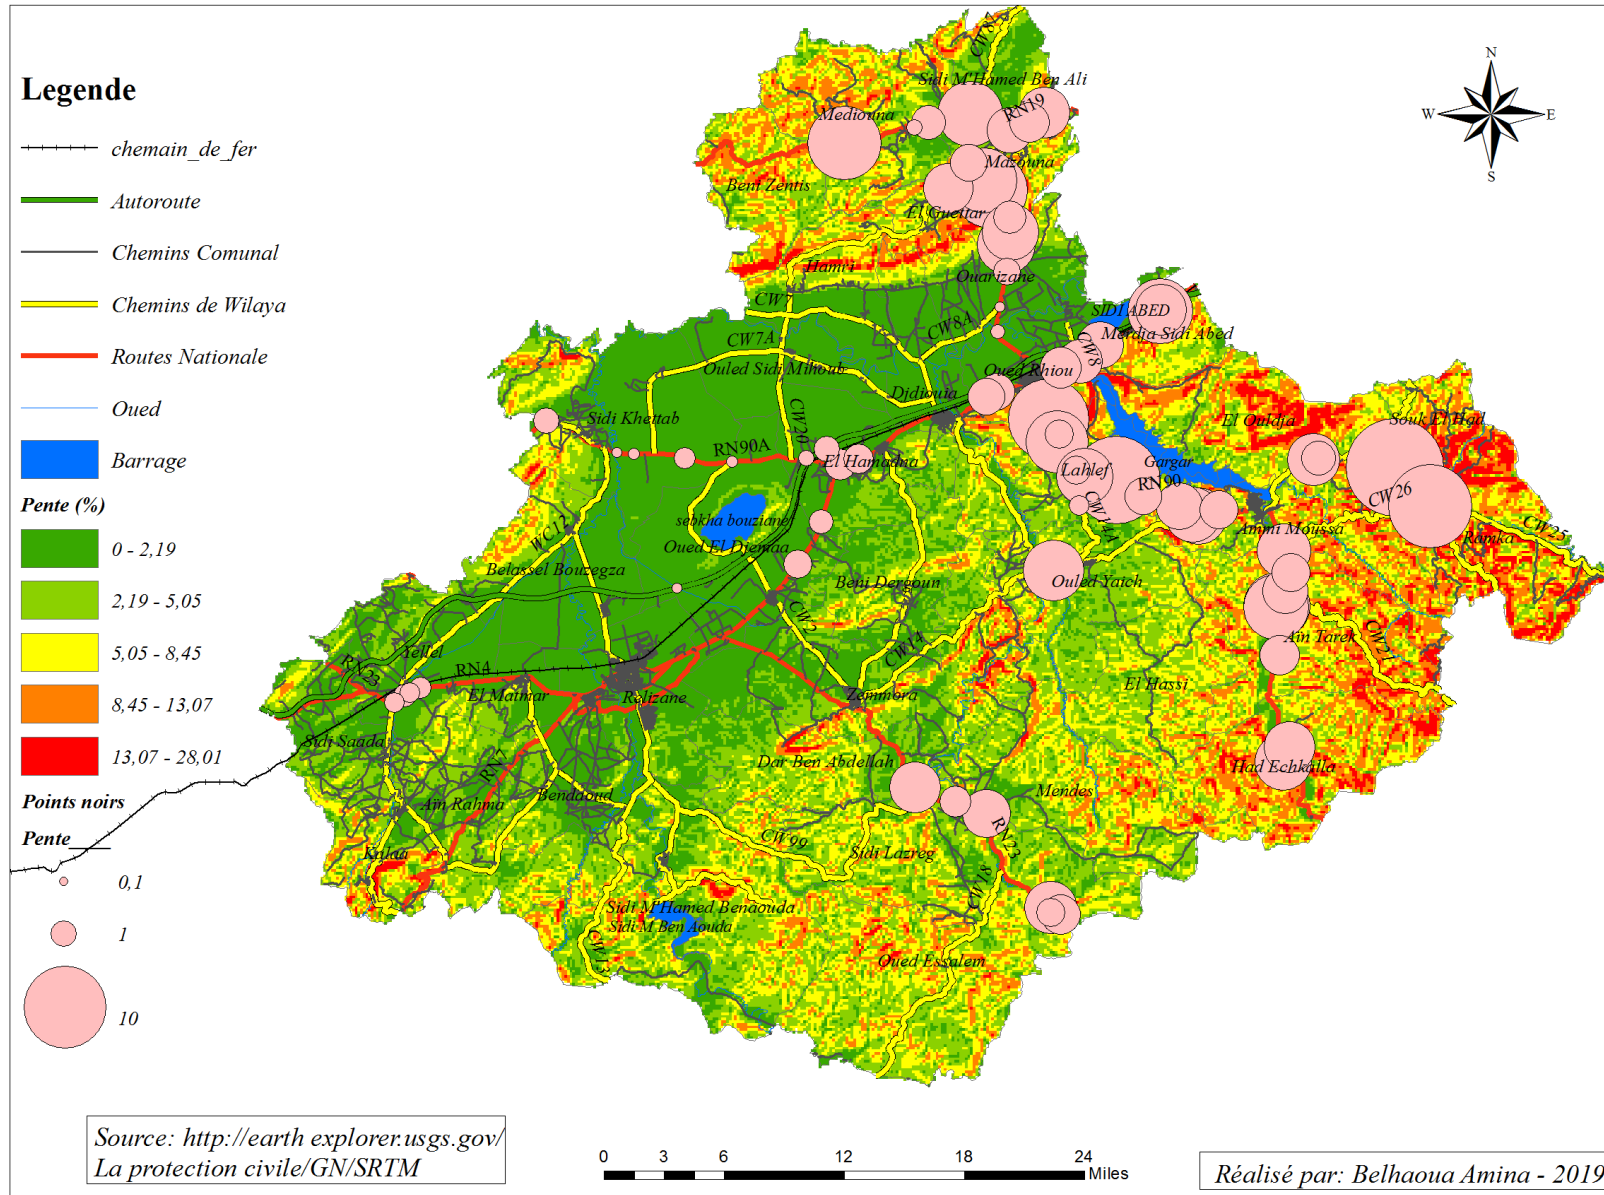 Legende
chemain_de_fer
Autoroute
Chemins Comunal
Chemins de Wilaya
Routes Nationale
Oued
Barrage
Pente (%)
0 - 2,19
2,19 - 5,05
5,05 - 8,45
8,45 - 13,07
13,07 - 28,01
Points noirs
Pente
0,1
1
10
N
W
E
S
CW87
Sidi M'Hamed Ben Ali
RN19
Mediouna
Mazouna
Beni Zentis
El Guettar
Hamri
Ouarizane
CW7
SIDI ABED
CW8A
Merdja Sidi Abed
CW7A
CW8
Ouled Sidi Mihoub
Oued Rhiou
Djdiouia
Sidi Khettab
CW20
El Ouldja
Souk El Had
RN90A
El Hamadna
Lahlef
Gargar
RN90
CW26
sebkha bouziane
CW14A
Ammi Moussa
CW25
Ramka
WC12
Oued El Djemaa
Belassel Bouzegza
Beni Dergoun
Ouled Yaich
CW2
CW14
Ain Tarek
CW21
Yellel
RN23
RN4
El Matmar
Relizane
Zemmora
El Hassi
Sidi Saada
Dar Ben Abdellah
Had Echkalla
RN7
Ain Rahma
Bendaoud
Mendes
CW99
RN23
Kalaa
Sidi Lazreg
CW18
Sidi M'Hamed Benaouda
Sidi M Ben Aouda
CW13
Oued Essalem
Source: http://earth explorer.usgs.gov/
La protection civile/GN/SRTM
0 3 6 12 18 24
Miles
Réalisé par: Belhaoua Amina - 2019